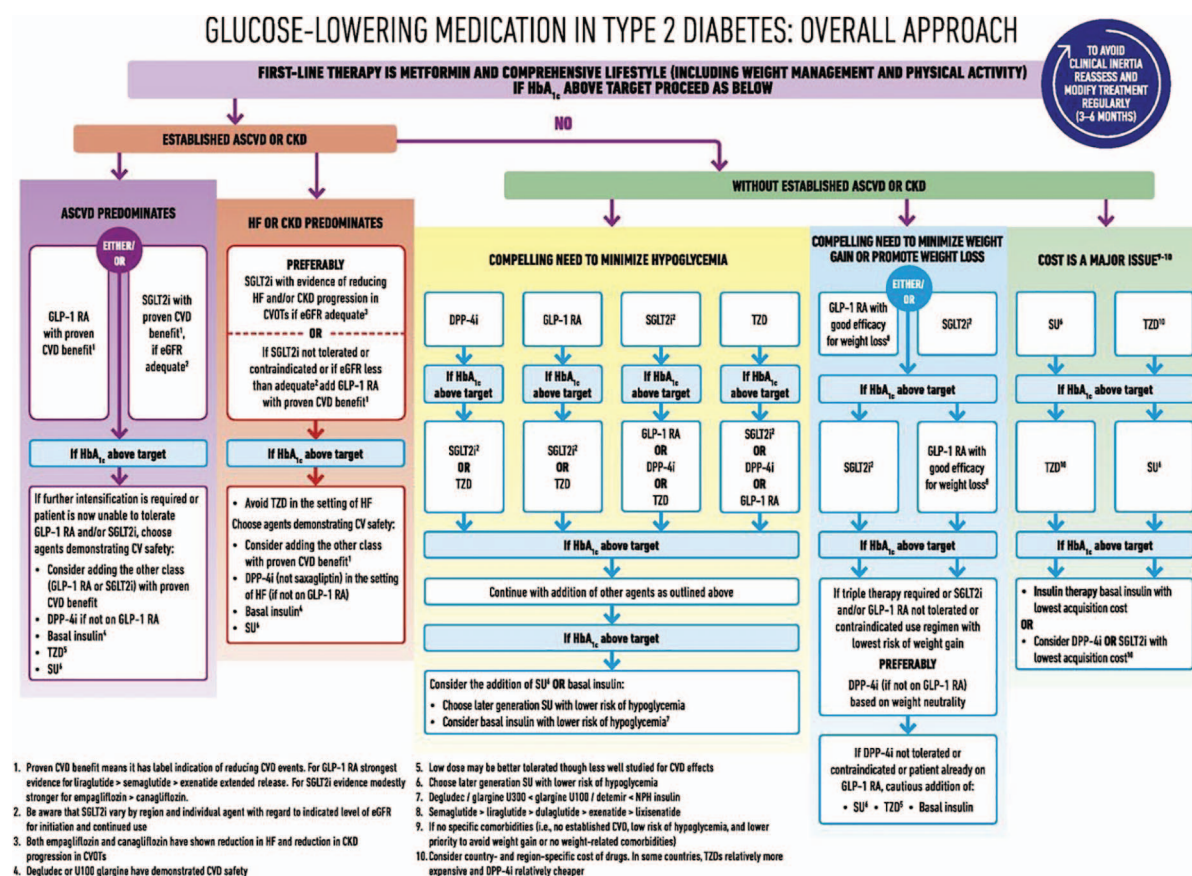 GLUCOSE-LOWERING MEDICATION IN TYPE 2 DIABETES: OVERALL APPROACH
TO AVOID
CLINICAL INERTIA
REASSESS AND
MODIFY TREATMENT
REGULARLY
(3–6 MONTHS)
FIRST-LINE THERAPY IS METFORMIN AND COMPREHENSIVE LIFESTYLE (INCLUDING WEIGHT MANAGEMENT AND PHYSICAL ACTIVITY)
IF HbA1c ABOVE TARGET PROCEED AS BELOW
NO
ESTABLISHED ASCVD OR CKD
WITHOUT ESTABLISHED ASCVD OR CKD
ASCVD PREDOMINATES
EITHER/
OR
GLP-1 RA
with proven
CVD benefit1
SGLT2i with
proven CVD
benefit1,
if eGFR
adequate2
If HbA1c above target
If further intensification is required or
patient is now unable to tolerate
GLP-1 RA and/or SGLT2i, choose
agents demonstrating CV safety:
• Consider adding the other class
(GLP-1 RA or SGLT2i) with proven
CVD benefit
• DPP-4i if not on GLP-1 RA
• Basal insulin4
• TZD5
• SU6
HF OR CKD PREDOMINATES
PREFERABLY
SGLT2i with evidence of reducing
HF and/or CKD progression in
CVOTs if eGFR adequate3
OR
If SGLT2i not tolerated or
contraindicated or if eGFR less
than adequate2 add GLP-1 RA
with proven CVD benefit1
If HbA1c above target
• Avoid TZD in the setting of HF
Choose agents demonstrating CV safety:
• Consider adding the other class
with proven CVD benefit1
• DPP-4i (not saxagliptin) in the setting
of HF (if not on GLP-1 RA)
• Basal insulin4
• SU6
COMPELLING NEED TO MINIMIZE HYPOGLYCEMIA
DPP-4i
GLP-1 RA
SGLT2i2
TZD
If HbA1c
above target
If HbA1c
above target
If HbA1c
above target
If HbA1c
above target
SGLT2i2
OR
TZD
SGLT2i2
OR
TZD
GLP-1 RA
OR
DPP-4i
OR
TZD
SGLT2i2
OR
DPP-4i
OR
GLP-1 RA
If HbA1c above target
Continue with addition of other agents as outlined above
If HbA1c above target
Consider the addition of SU6 OR basal insulin:
• Choose later generation SU with lower risk of hypoglycemia
• Consider basal insulin with lower risk of hypoglycemia7
COMPELLING NEED TO MINIMIZE WEIGHT
GAIN OR PROMOTE WEIGHT LOSS
EITHER/
OR
GLP-1 RA with
good efficacy
for weight loss8
SGLT2i2
If HbA1c above target
SGLT2i2
GLP-1 RA with
good efficacy
for weight loss8
If HbA1c above target
If triple therapy required or SGLT2i
and/or GLP-1 RA not tolerated or
contraindicated use regimen with
lowest risk of weight gain
PREFERABLY
DPP-4i (if not on GLP-1 RA)
based on weight neutrality
If DPP-4i not tolerated or
contraindicated or patient already on
GLP-1 RA, cautious addition of:
• SU6 • TZD5 • Basal insulin
COST IS A MAJOR ISSUE9-10
SU6
TZD10
If HbA1c above target
TZD10
SU6
If HbA1c above target
• Insulin therapy basal insulin with
lowest acquisition cost
OR
• Consider DPP-4i OR SGLT2i with
lowest acquisition cost10
1. Proven CVD benefit means it has label indication of reducing CVD events. For GLP-1 RA strongest
evidence for liraglutide > semaglutide > exenatide extended release. For SGLT2i evidence modestly
stronger for empagliflozin > canagliflozin.
2. Be aware that SGLT2i vary by region and individual agent with regard to indicated level of eGFR
for initiation and continued use
3. Both empagliflozin and canagliflozin have shown reduction in HF and reduction in CKD
progression in CVOTs
4. Degludec or U100 glargine have demonstrated CVD safety
5. Low dose may be better tolerated though less well studied for CVD effects
6. Choose later generation SU with lower risk of hypoglycemia
7. Degludec / glargine U300 < glargine U100 / detemir < NPH insulin
8. Semaglutide > liraglutide > dulaglutide > exenatide > lixisenatide
9. If no specific comorbidities (i.e., no established CVD, low risk of hypoglycemia, and lower
priority to avoid weight gain or no weight-related comorbidities)
10. Consider country- and region-specific cost of drugs. In some countries, TZDs relatively more
expensive and DPP-4i relatively cheaper